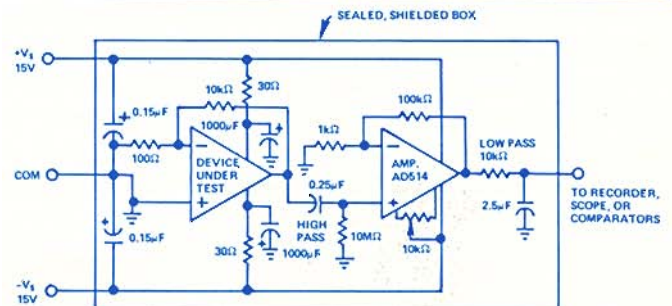 SEALED, SHIELDED BOX
+Vs
15V
0.15μF
10kΩ
30Ω
1000μF
100kΩ
1kΩ
LOW PASS
10kΩ
100Ω
DEVICE
UNDER
TEST
AMP.
AD514
COM
0.25μF
TO RECORDER,
SCOPE, OR
COMPARATORS
2.5μF
HIGH
PASS
10MΩ
10kΩ
0.15μF
30Ω
1000μF
-Vs
15V